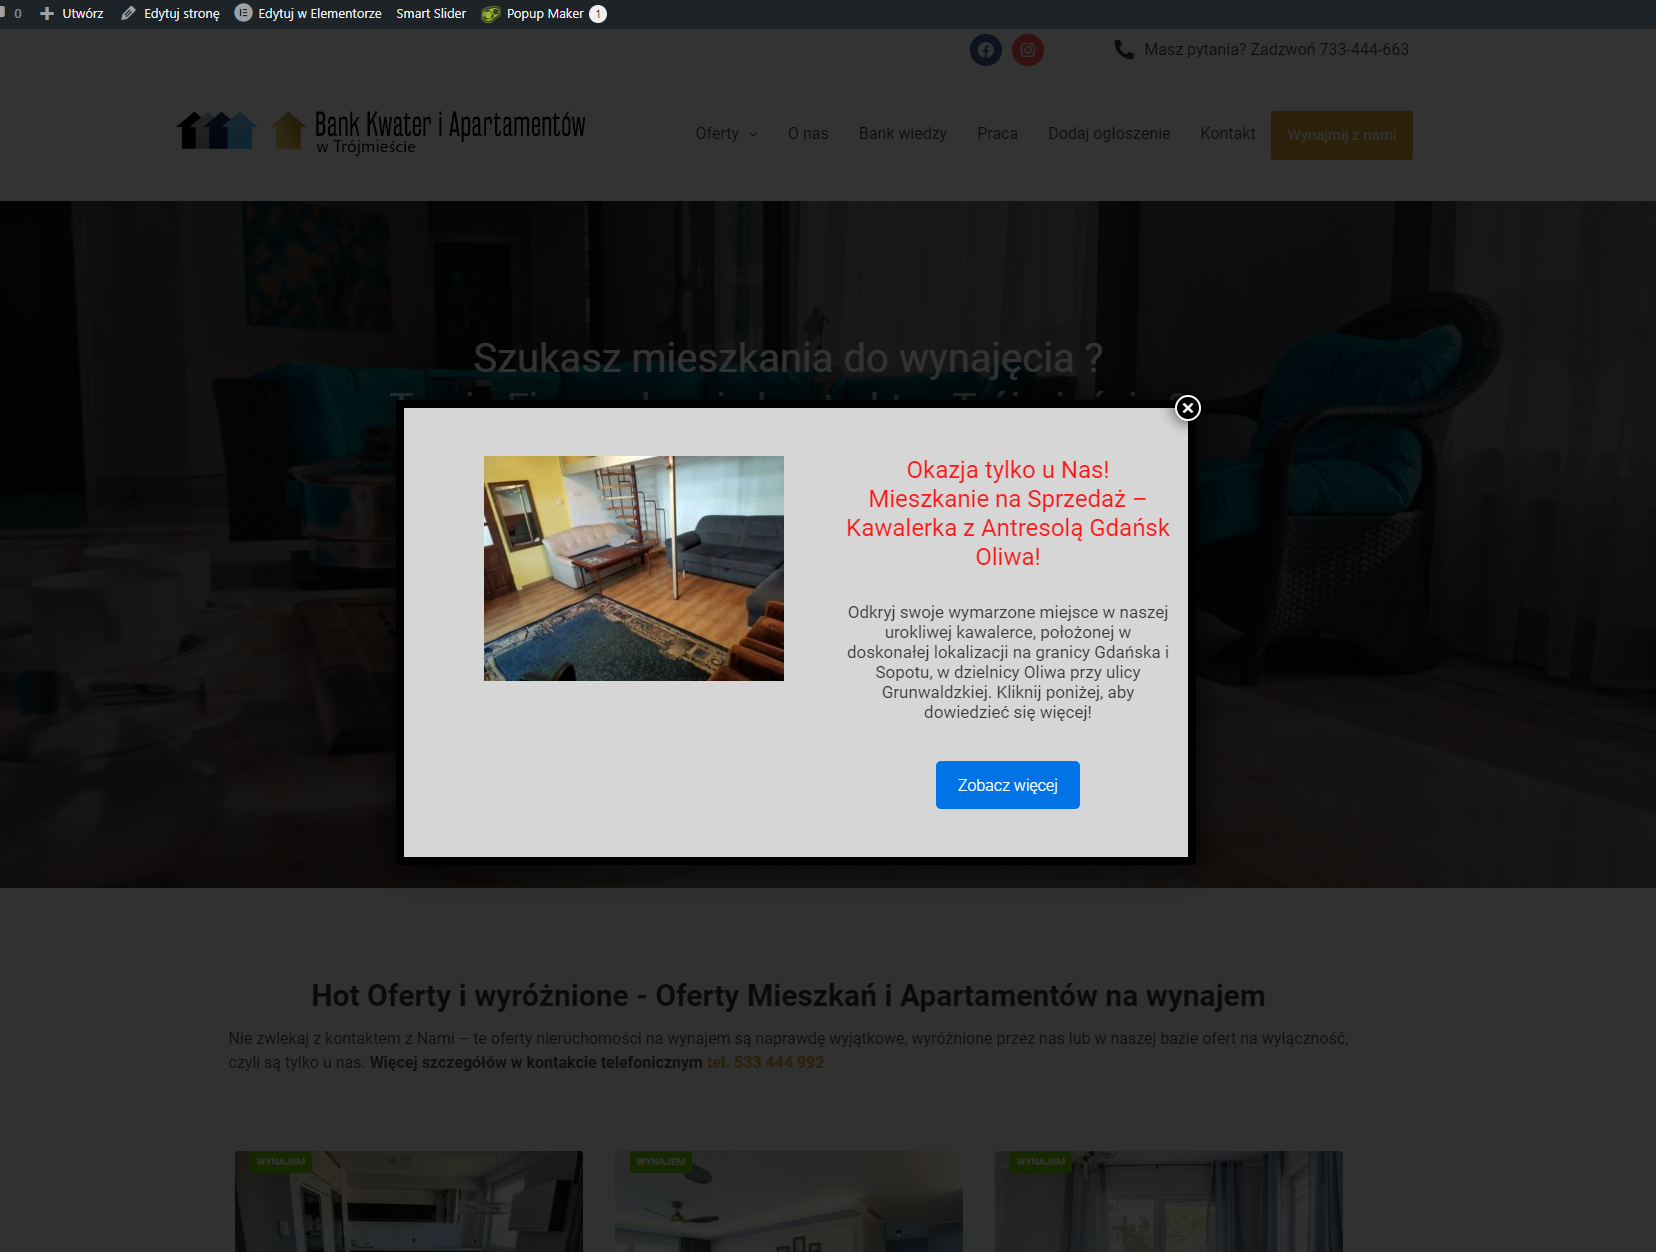 0 Utwórz Edytuj stronę Edytuj w Elementorze Smart Slider Popup Maker 1
Masz pytania? Zadzwoń 733-444-663
Bank Kwater i Apartamentów
w Trójmieście
Oferty O nas Bank wiedzy Praca Dodaj ogłoszenie Kontakt Wynajmij z nami
Szukasz mieszkania do wynajęcia ?
Okazja tylko u Nas!
Mieszkanie na Sprzedaż –
Kawalerka z Antresolą Gdańsk
Oliwa!
Odkryj swoje wymarzone miejsce w naszej
urokliwej kawalerce, położonej w
doskonałej lokalizacji na granicy Gdańska i
Sopotu, w dzielnicy Oliwa przy ulicy
Grunwaldzkiej. Kliknij poniżej, aby
dowiedzieć się więcej!
Zobacz więcej
Hot Oferty i wyróżnione - Oferty Mieszkań i Apartamentów na wynajem
Nie zwlekaj z kontaktem z Nami – te oferty nieruchomości na wynajem są naprawdę wyjątkowe, wyróżnione przez nas lub w naszej bazie ofert na wyłączność,
czyli są tylko u nas. Więcej szczegółów w kontakcie telefonicznym tel. 533 444 992
WYNAJEM WYNAJEM WYNAJEM